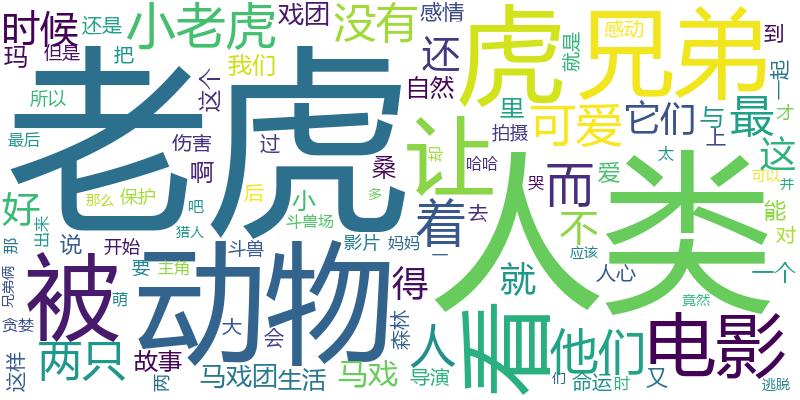 时候 还是 小老虎 戏团 没有 感情 虎 兄弟 感动 到
玛 但是 把 我们 还 就是
所以 这个 自然 里 可爱 它们 与 最 一起 才
老虎 人类 让
最后 伤害 过 啊 桑 拍摄 上 这
那么 保护 后 小 哈哈 却 而 爱 太 可以 并
好 吧 着 去 哭 不 能 对
那 出来 说 猎人 斗兽场 多
开始 斗兽 影片 妈妈 一 应该
被 动物 要 主角 得 就 人心 一个
兄弟俩 萌 大 会 森林 看 竟然
贪婪 两只 故事 人 他们 电影
这样 两 马戏团 生活 马戏 导演 命运 们 时 又 逃脱